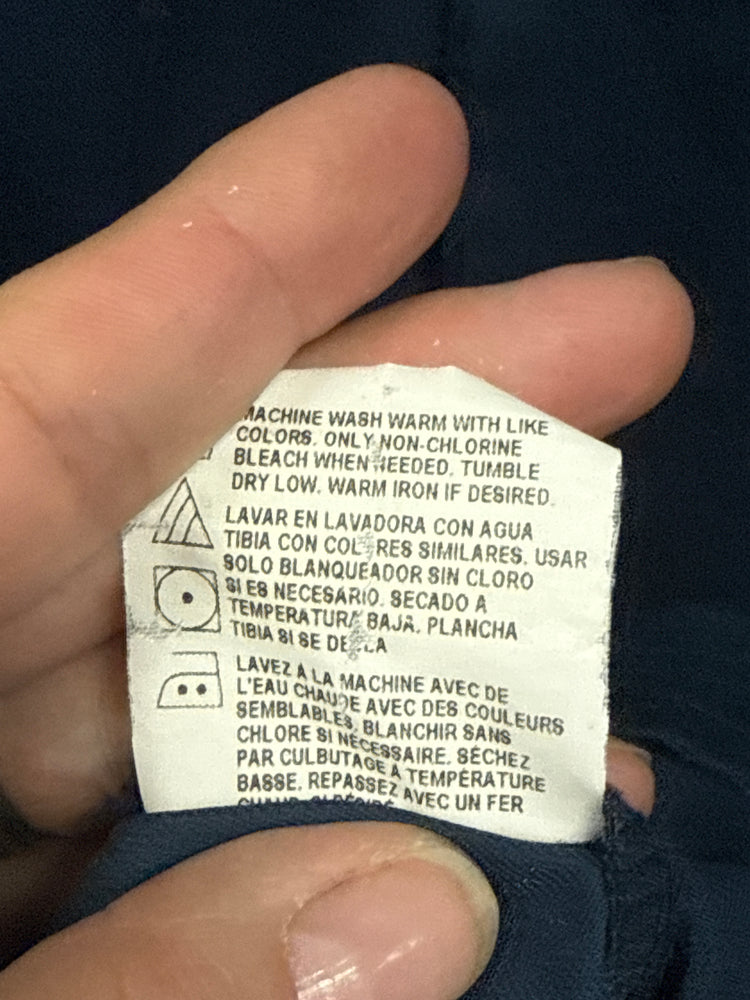 MACHINE WASH WARM WITH LIKE
COLORS. ONLY NON-CHLORINE
BLEACH WHEN NEEDED. TUMBLE
DRY LOW. WARM IRON IF DESIRED.
LAVAR EN LAVADORA CON AGUA
TIBIA CON COLORES SIMILARES. USAR
SOLO BLANQUEADOR SIN CLORO
SI ES NECESARIO. SECADO A
TEMPERATURA BAJA. PLANCHA
TIBIA SI SE
LAVEZ À LA MACHINE AVEC DE
L'EAU CHAUDE AVEC DES COULEURS
SEMBLABLES. BLANCHIR SANS
CHLORE SI NÉCESSAIRE. SÉCHEZ
PAR CULBUTAGE À TEMPÉRATURE
BASSE. REPASSEZ AVEC UN FER